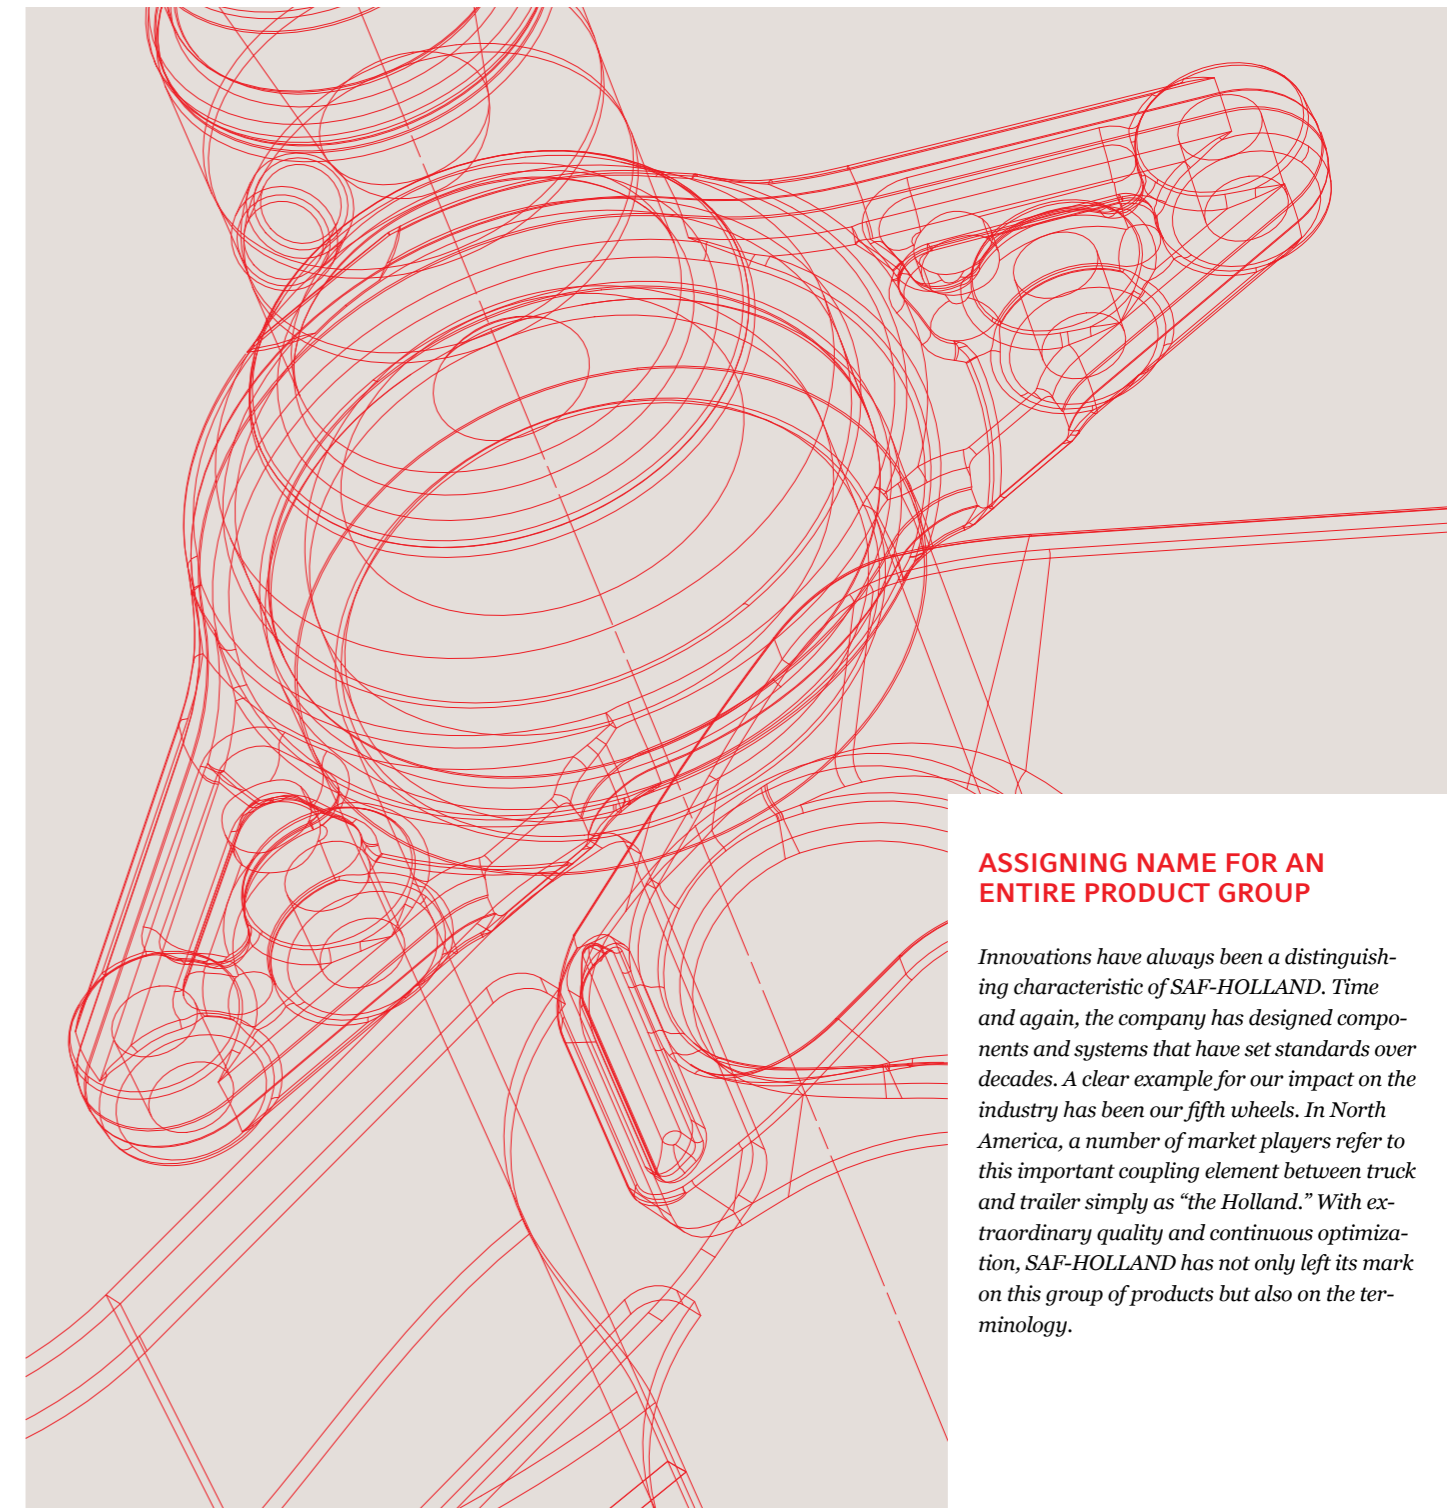 ASSIGNING NAME FOR AN
ENTIRE PRODUCT GROUP
Innovations have always been a distinguish-
ing characteristic of SAF-HOLLAND. Time
and again, the company has designed compo-
nents and systems that have set standards over
decades. A clear example for our impact on the
industry has been our fifth wheels. In North
America, a number of market players refer to
this important coupling element between truck
and trailer simply as “the Holland.” With ex-
traordinary quality and continuous optimiza-
tion, SAF-HOLLAND has not only left its mark
on this group of products but also on the ter-
minology.